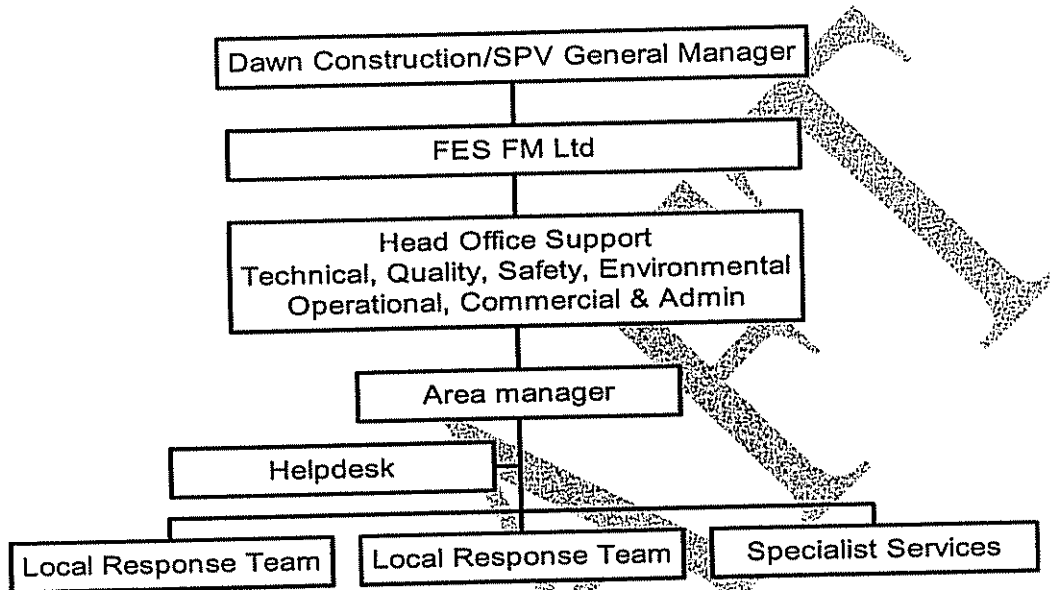 Dawn Construction/SPV General Manager
FES FM Ltd
Head Office Support
Technical, Quality, Safety, Environmental
Operational, Commercial & Admin
Area manager
Helpdesk
Local Response Team
Local Response Team
Specialist Services